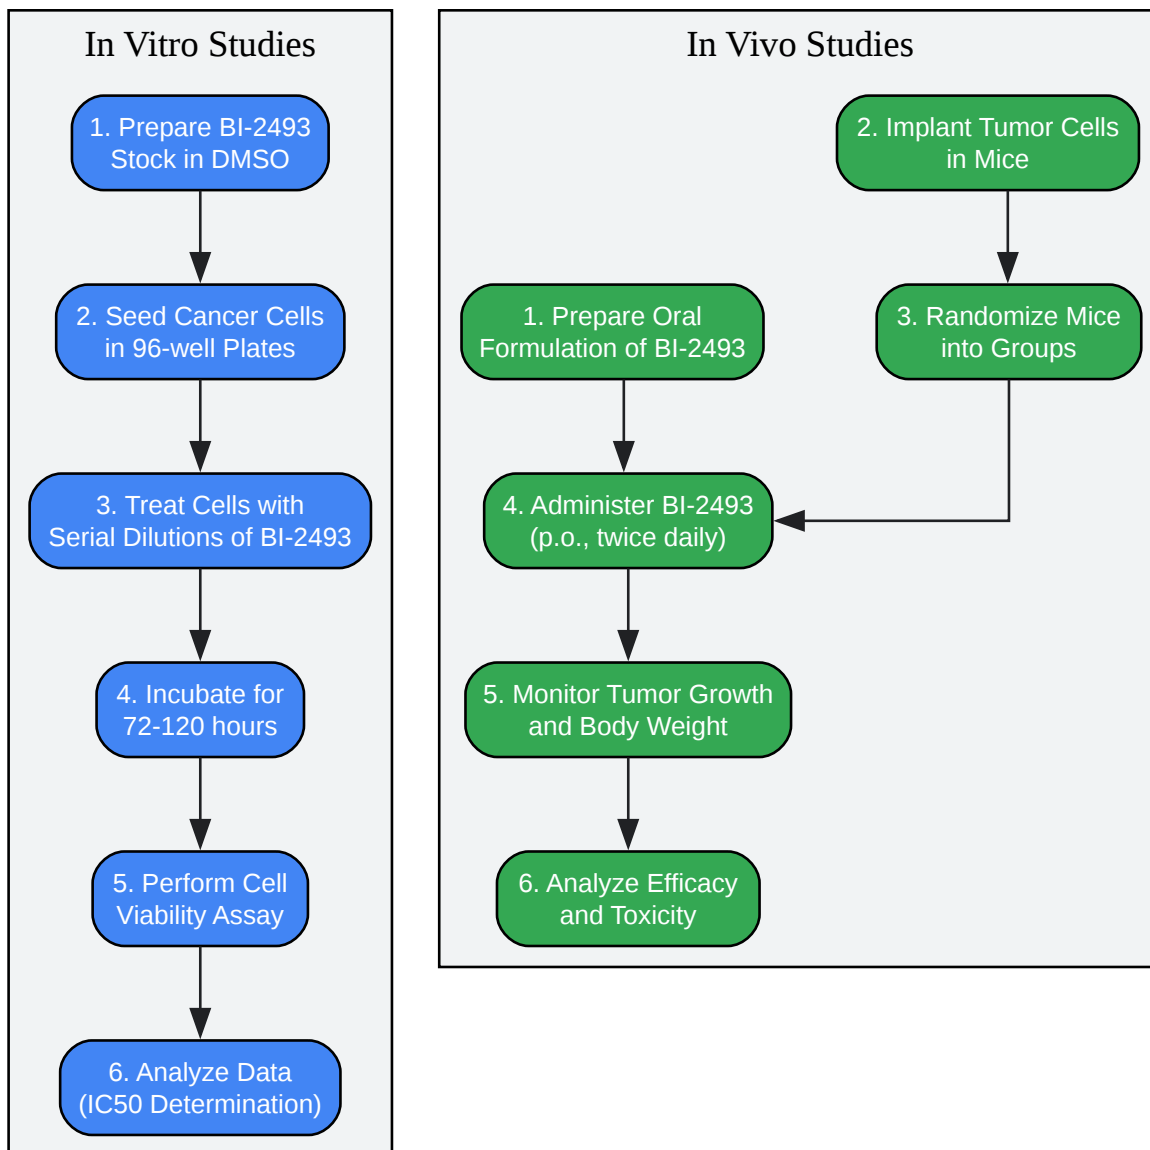 In Vitro Studies
1. Prepare BI-2493
Stock in DMSO
2. Seed Cancer Cells
in 96-well Plates
3. Treat Cells with
Serial Dilutions of BI-2493
4. Incubate for
72-120 hours
5. Perform Cell
Viability Assay
6. Analyze Data
(IC50 Determination)
In Vivo Studies
2. Implant Tumor Cells
in Mice
1. Prepare Oral
Formulation of BI-2493
3. Randomize Mice
into Groups
4. Administer BI-2493
(p.o., twice daily)
5. Monitor Tumor Growth
and Body Weight
6. Analyze Efficacy
and Toxicity